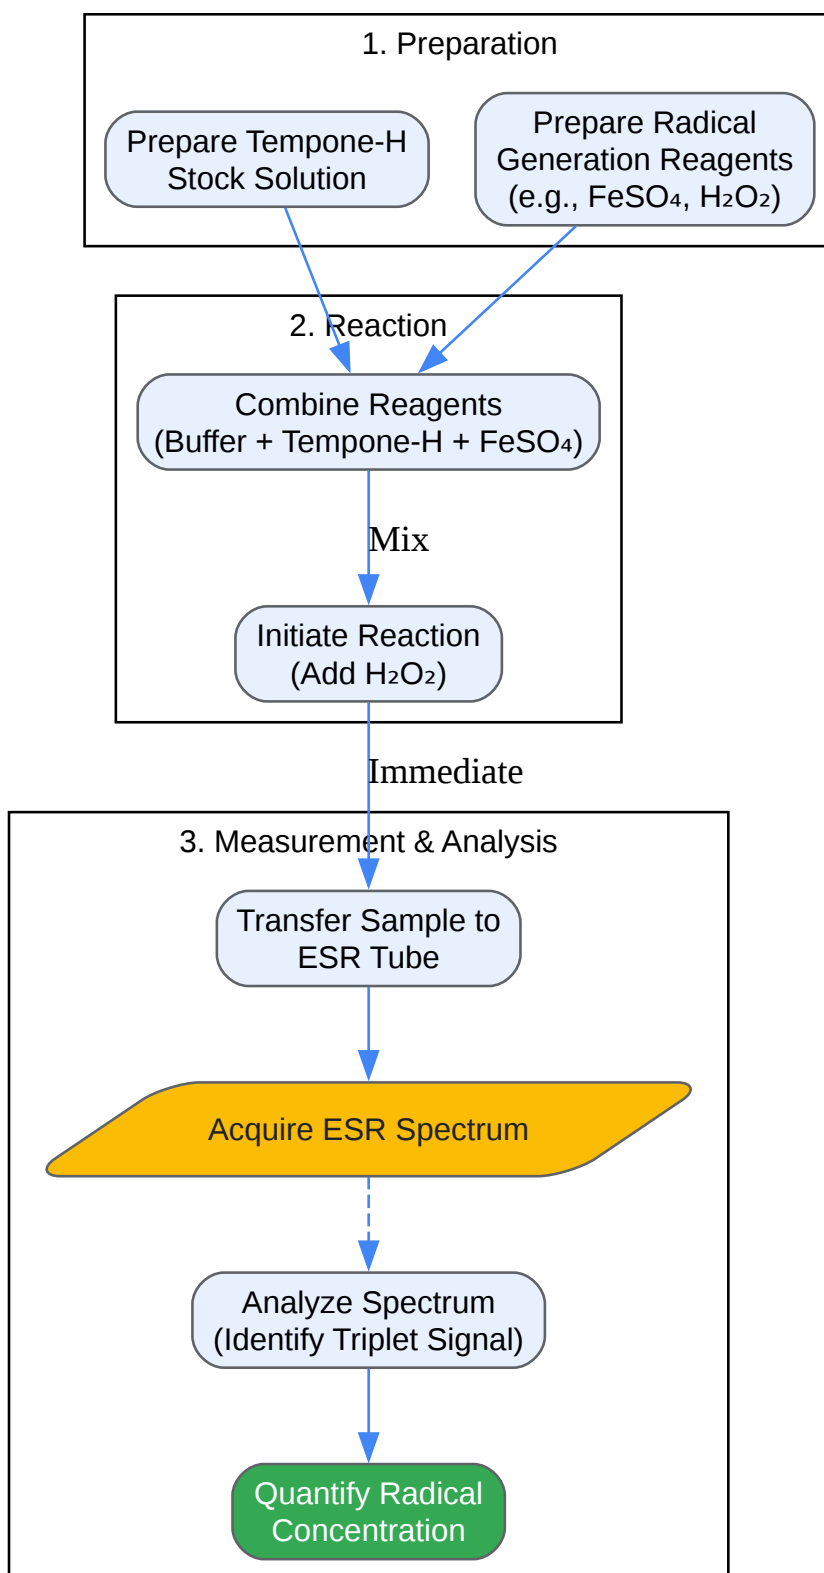 1. Preparation
Prepare Tempone-H
Stock Solution
Prepare Radical
Generation Reagents
(e.g., FeSO₄, H₂O₂)
2. Reaction
Combine Reagents
(Buffer + Tempone-H + FeSO₄)
Mix
Initiate Reaction
(Add H₂O₂)
Immediate
3. Measurement & Analysis
Transfer Sample to
ESR Tube
Acquire ESR Spectrum
Analyze Spectrum
(Identify Triplet Signal)
Quantify Radical
Concentration